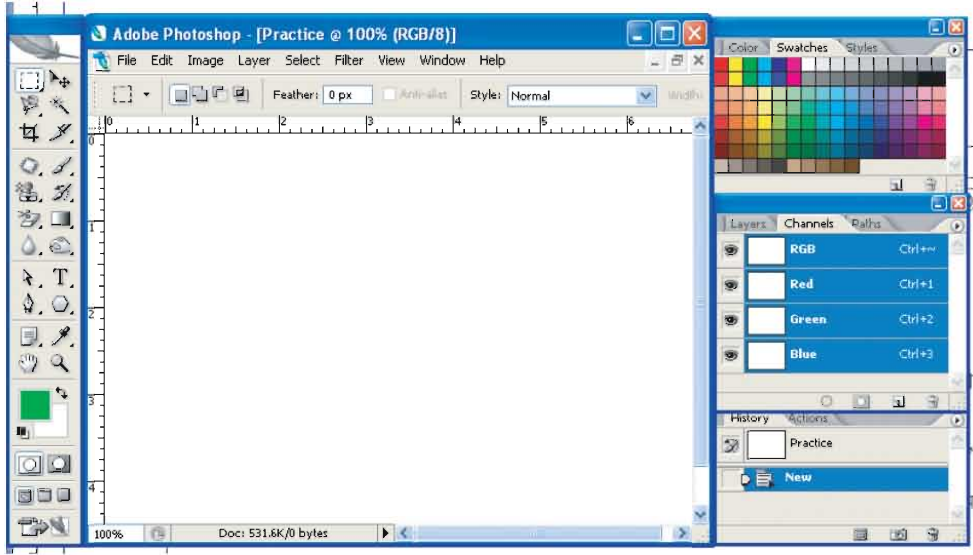 Adobe Photoshop - [Practice @ 100% (RGB/8)]
File Edit Image Layer Select Filter View Window Help
Feather: 0 px Anti-alias Style: Normal Width:
0 1 2 3 4 5 6
0
1
2
3
4
100% Doc: 531.6K/0 bytes
Color Swatches Styles
Layers Channels Paths
RGB Ctrl+~
Red Ctrl+1
Green Ctrl+2
Blue Ctrl+3
History Actions
Practice
New